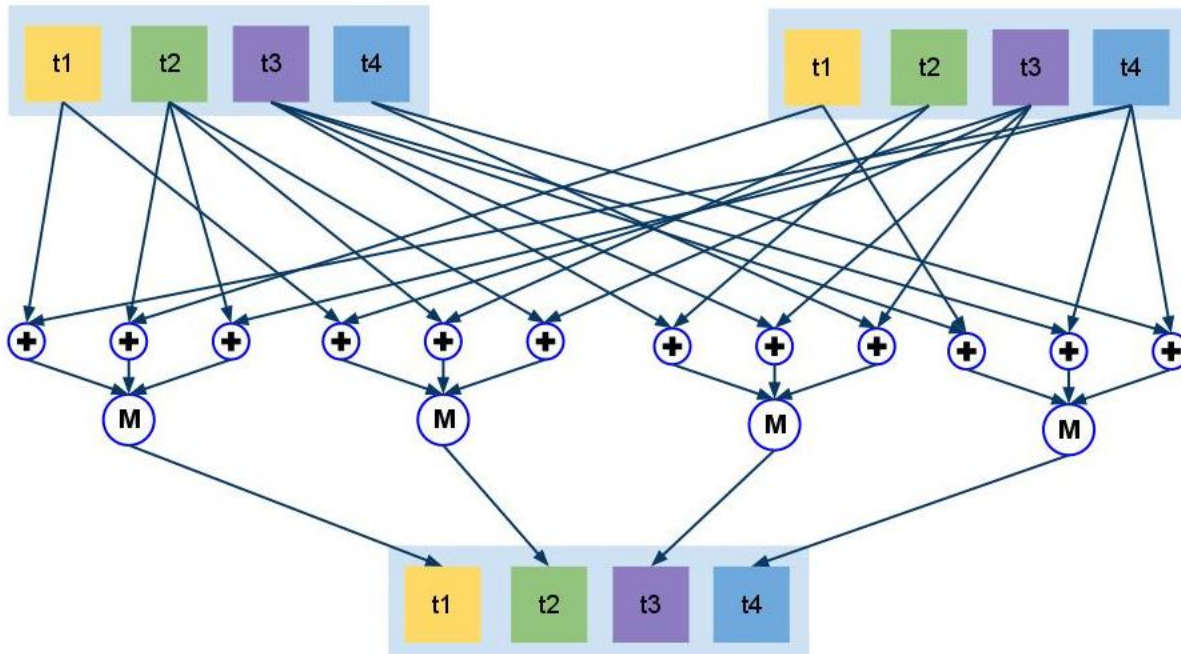 t1 t2 t3 t4 t1 t2 t3 t4
+ + + + + + + + + + + +
M M M M
t1 t2 t3 t4